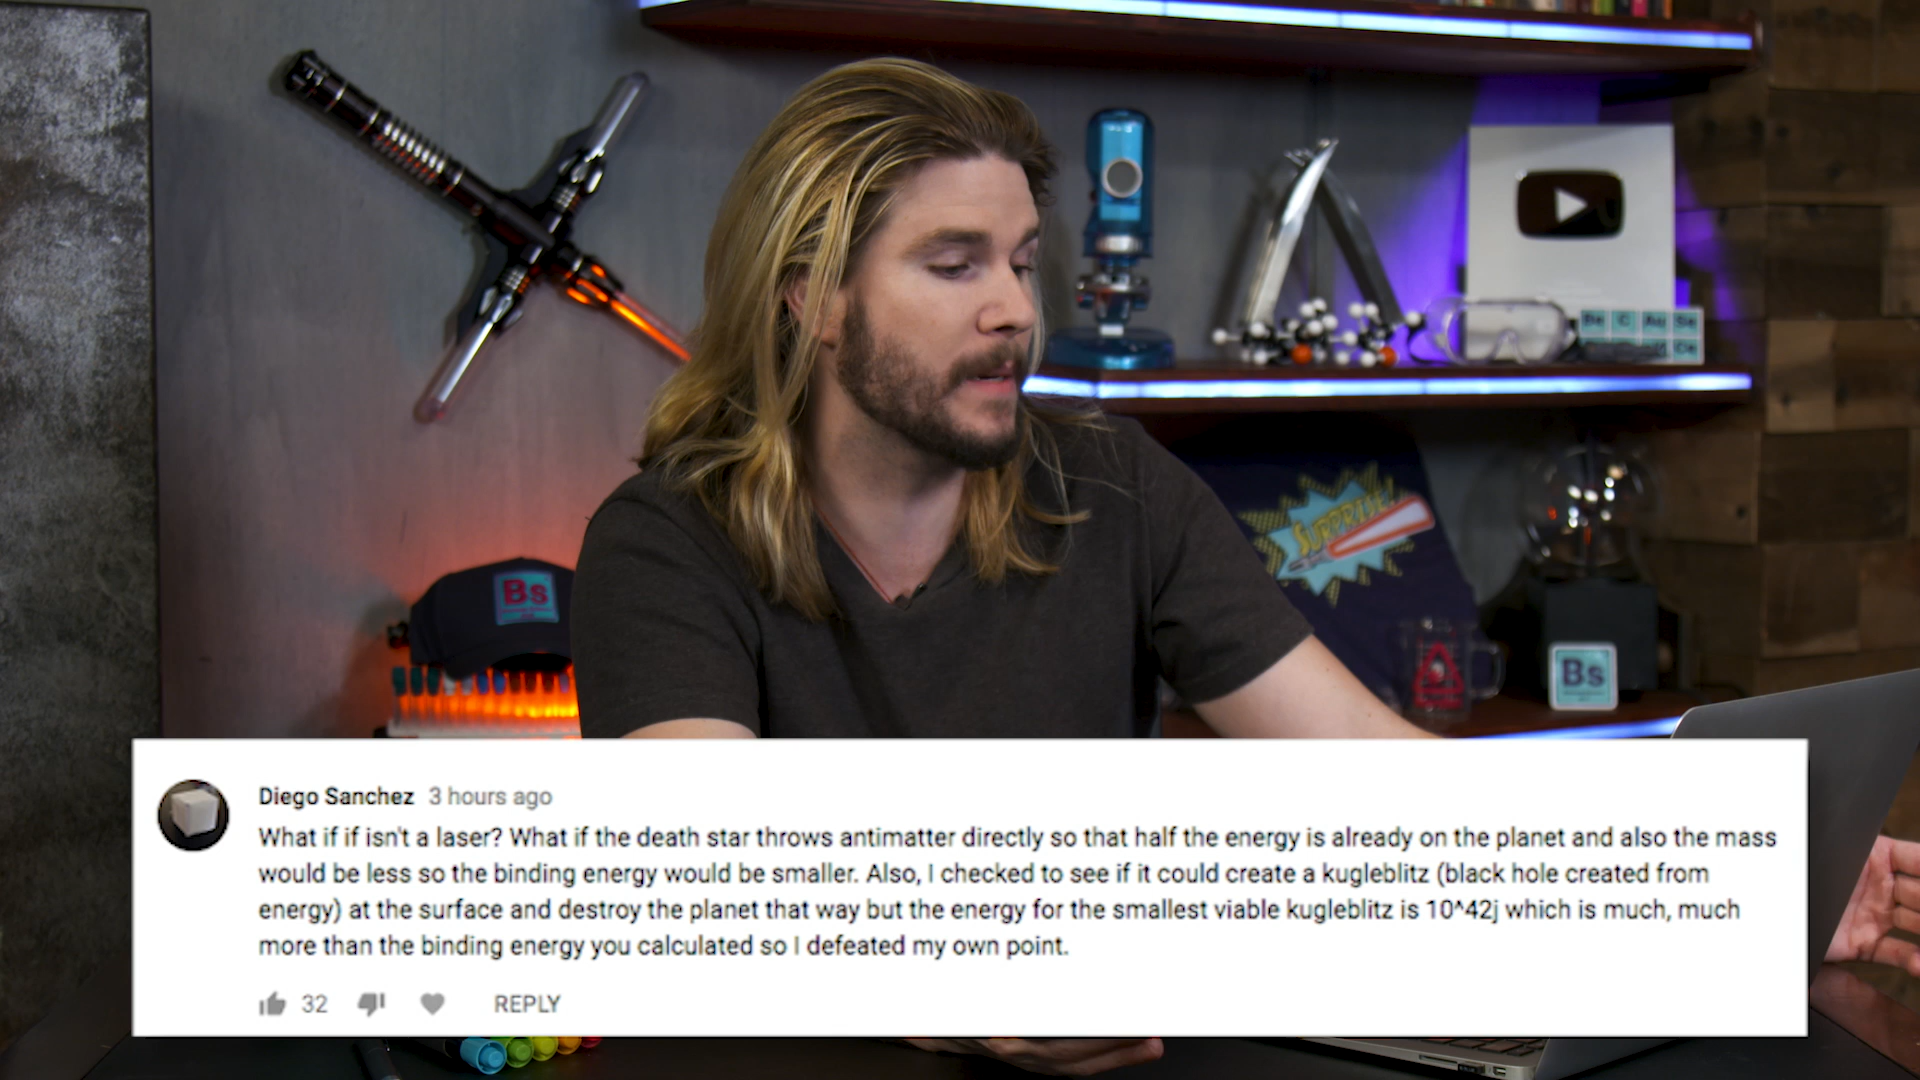 Be C Au Se
SURPRISE!
Bs
Bs
Diego Sanchez 3 hours ago
What if if isn't a laser? What if the death star throws antimatter directly so that half the energy is already on the planet and also the mass
would be less so the binding energy would be smaller. Also, I checked to see if it could create a kugleblitz (black hole created from
energy) at the surface and destroy the planet that way but the energy for the smallest viable kugleblitz is 10^42j which is much, much
more than the binding energy you calculated so I defeated my own point.
32 REPLY